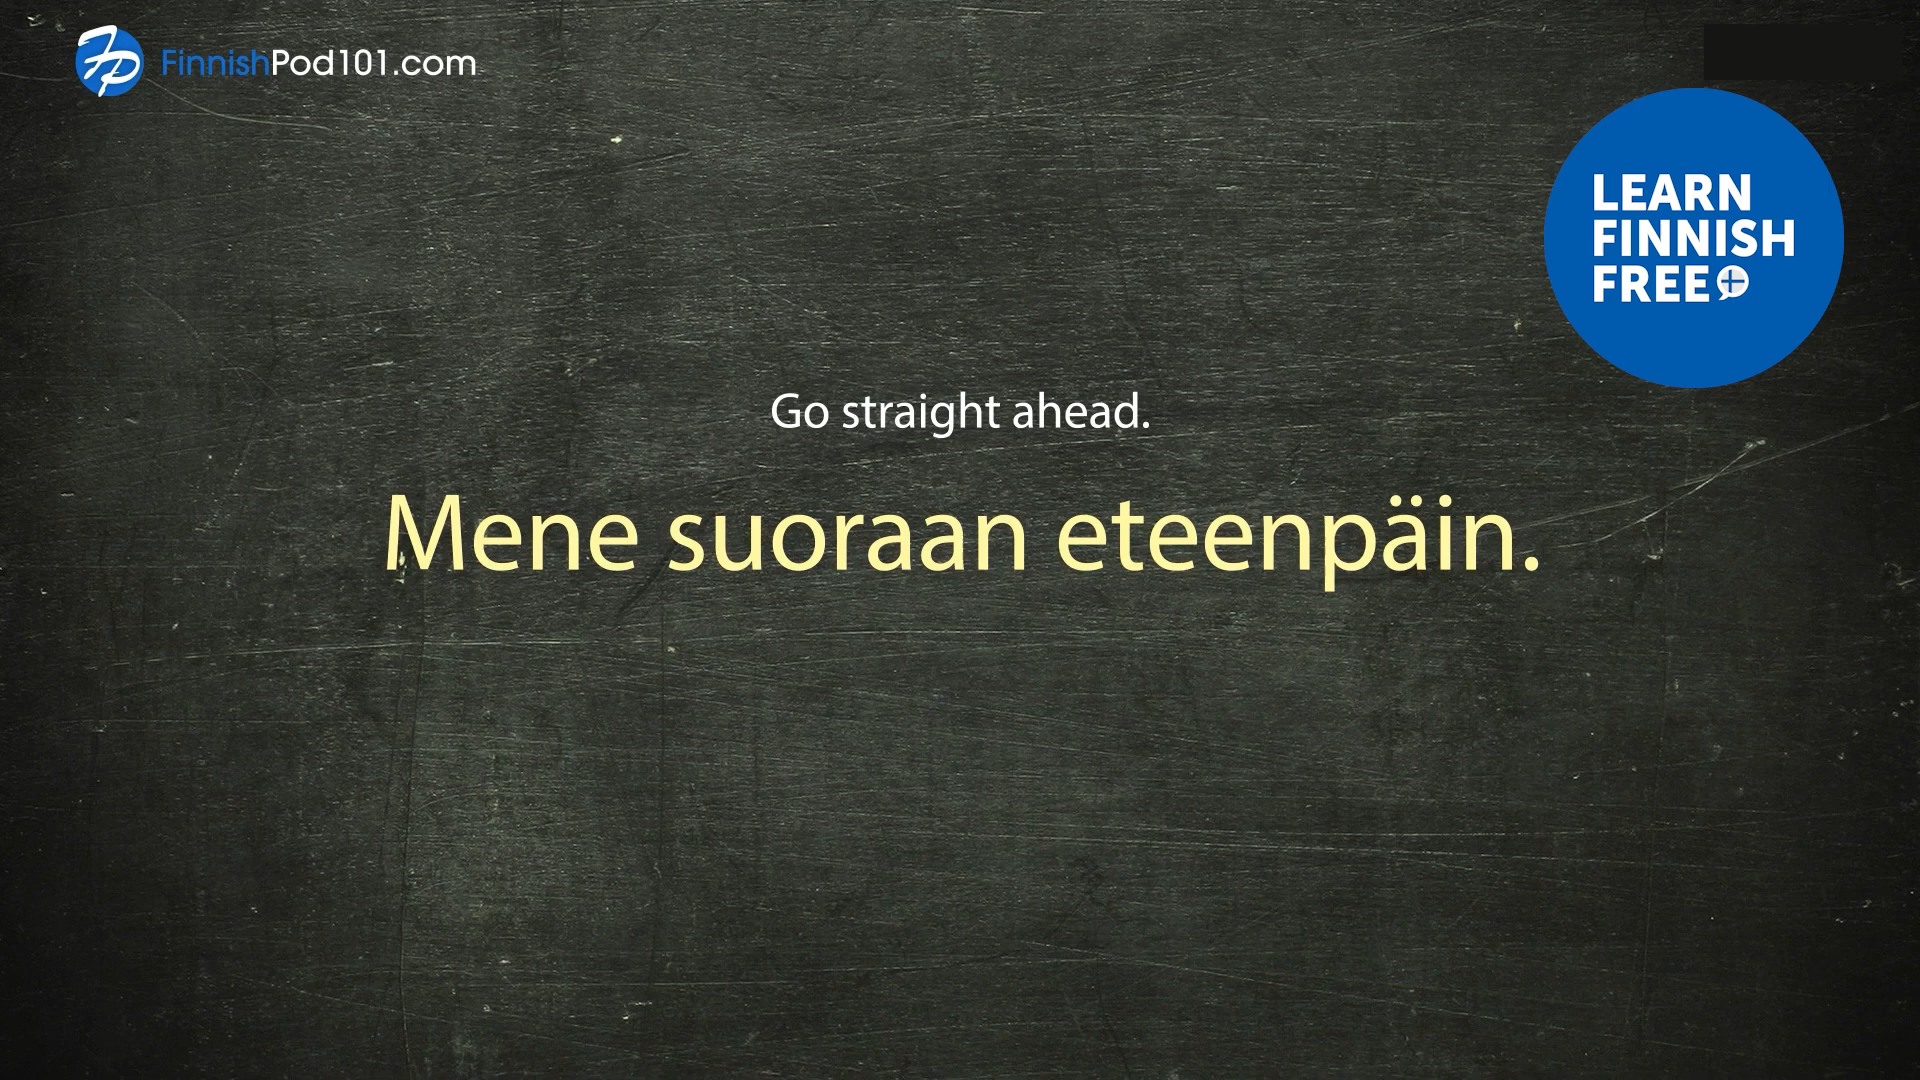 FinnishPod101.com
LEARN
FINNISH
FREE
Go straight ahead.
Mene suoraan eteenpäin.